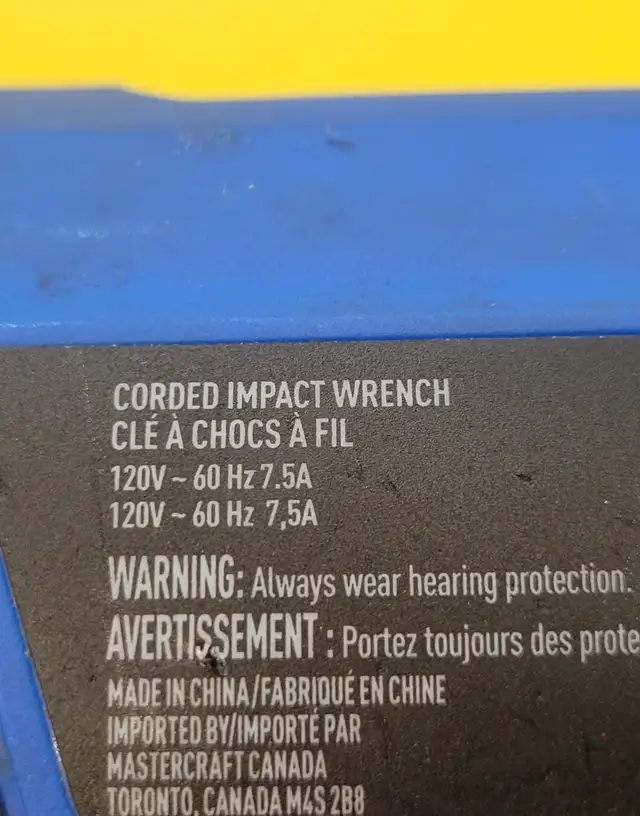 CORDED IMPACT WRENCH
CLÉ À CHOCS À FIL
120V ~ 60 Hz 7.5A
120V ~ 60 Hz 7,5A
WARNING: Always wear hearing protection.
AVERTISSEMENT : Portez toujours des prote
MADE IN CHINA/FABRIQUÉ EN CHINE
IMPORTED BY/IMPORTÉ PAR
MASTERCRAFT CANADA
TORONTO, CANADA M4S 2B8